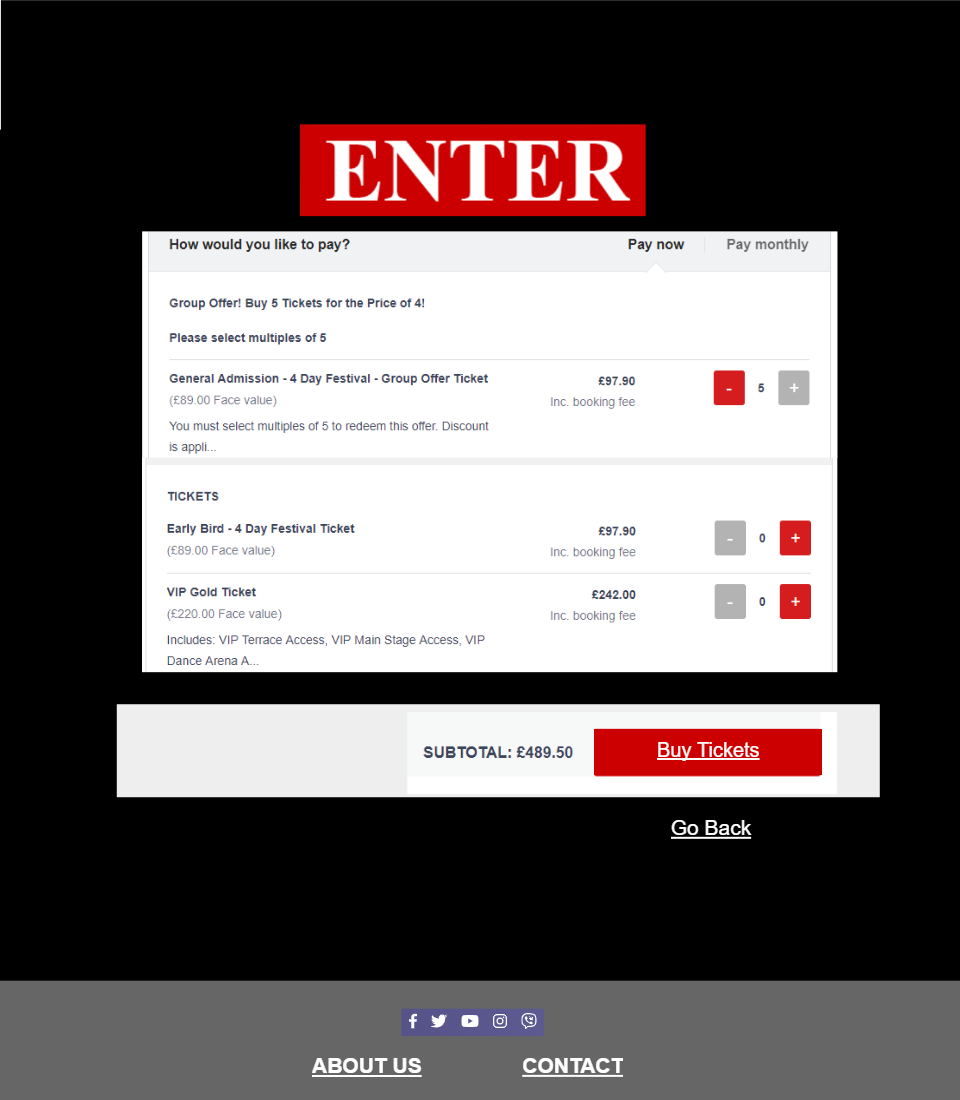 ENTER
How would you like to pay? Pay now Pay monthly
Group Offer! Buy 5 Tickets for the Price of 4!
Please select multiples of 5
General Admission - 4 Day Festival - Group Offer Ticket £97.90 - 5 +
(£89.00 Face value) Inc. booking fee
You must select multiples of 5 to redeem this offer. Discount
is appli...
TICKETS
Early Bird - 4 Day Festival Ticket £97.90 - 0 +
(£89.00 Face value) Inc. booking fee
VIP Gold Ticket £242.00 - 0 +
(£220.00 Face value) Inc. booking fee
Includes: VIP Terrace Access, VIP Main Stage Access, VIP
Dance Arena A...
SUBTOTAL: £489.50 Buy Tickets
Go Back
ABOUT US CONTACT